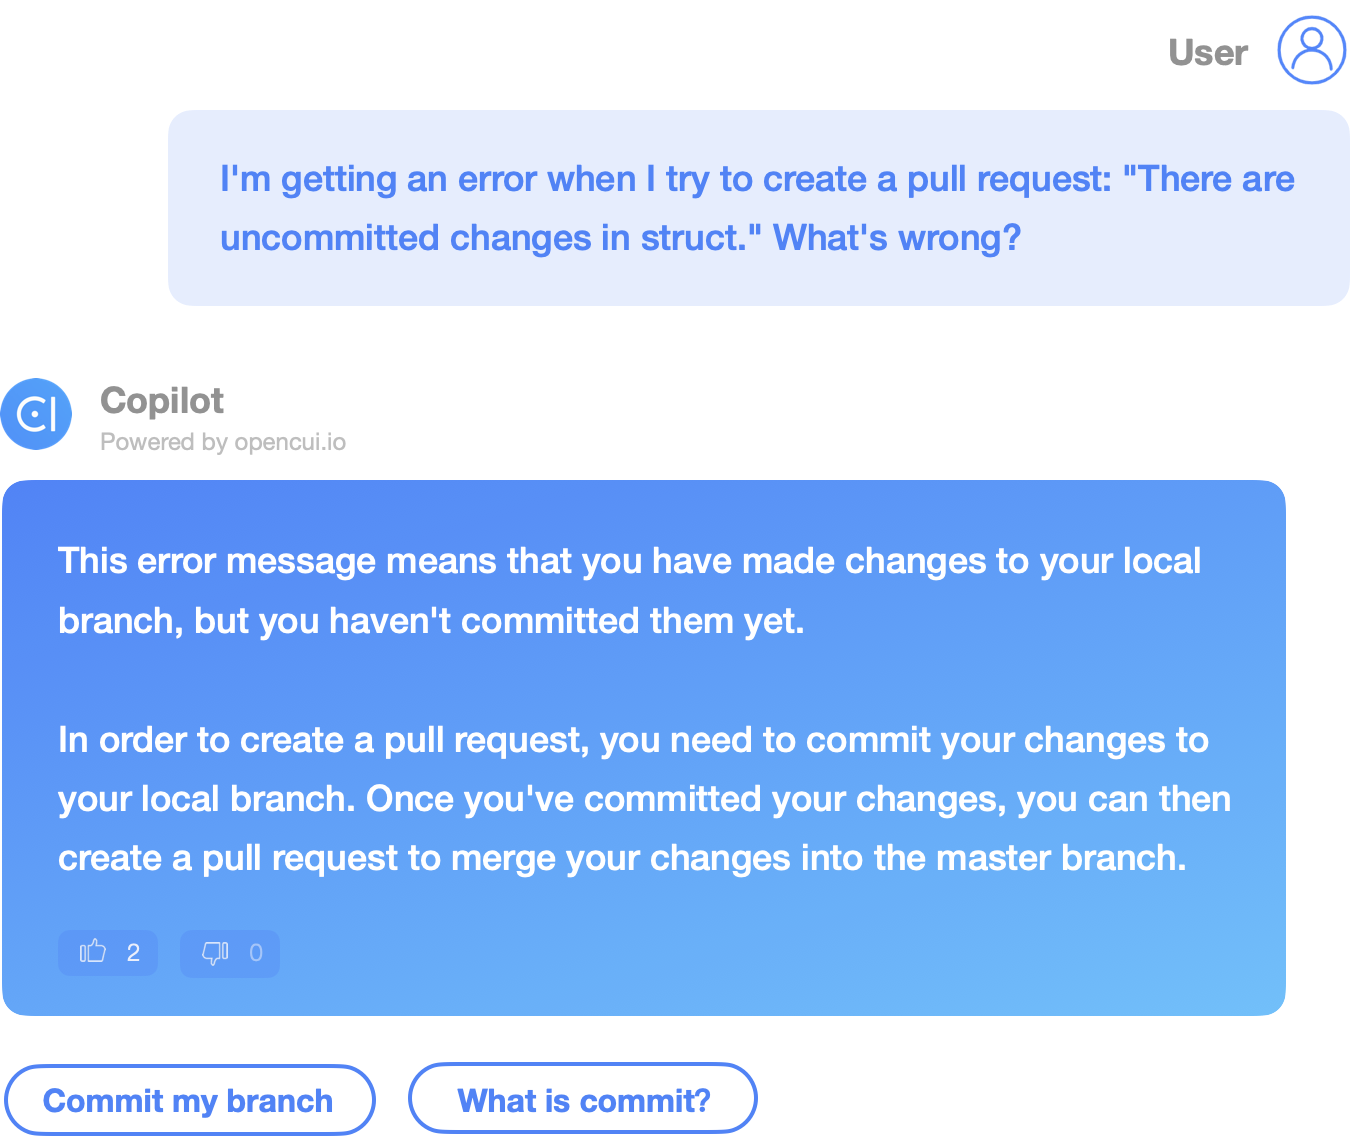 User
I'm getting an error when I try to create a pull request: "There are
uncommitted changes in struct." What's wrong?
Copilot
Powered by opencui.io
This error message means that you have made changes to your local
branch, but you haven't committed them yet.
In order to create a pull request, you need to commit your changes to
your local branch. Once you've committed your changes, you can then
create a pull request to merge your changes into the master branch.
2 0
Commit my branch What is commit?